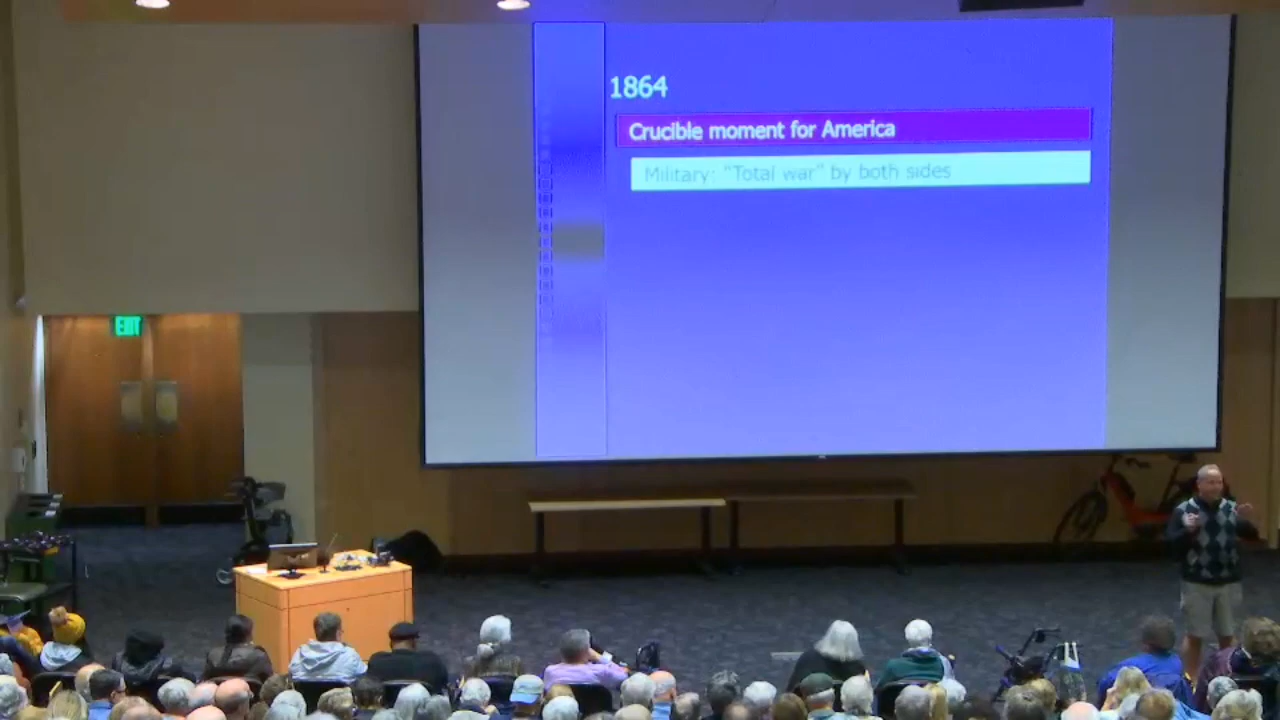 1864
Crucible moment for America
Military: “Total war” by both sides
EXIT